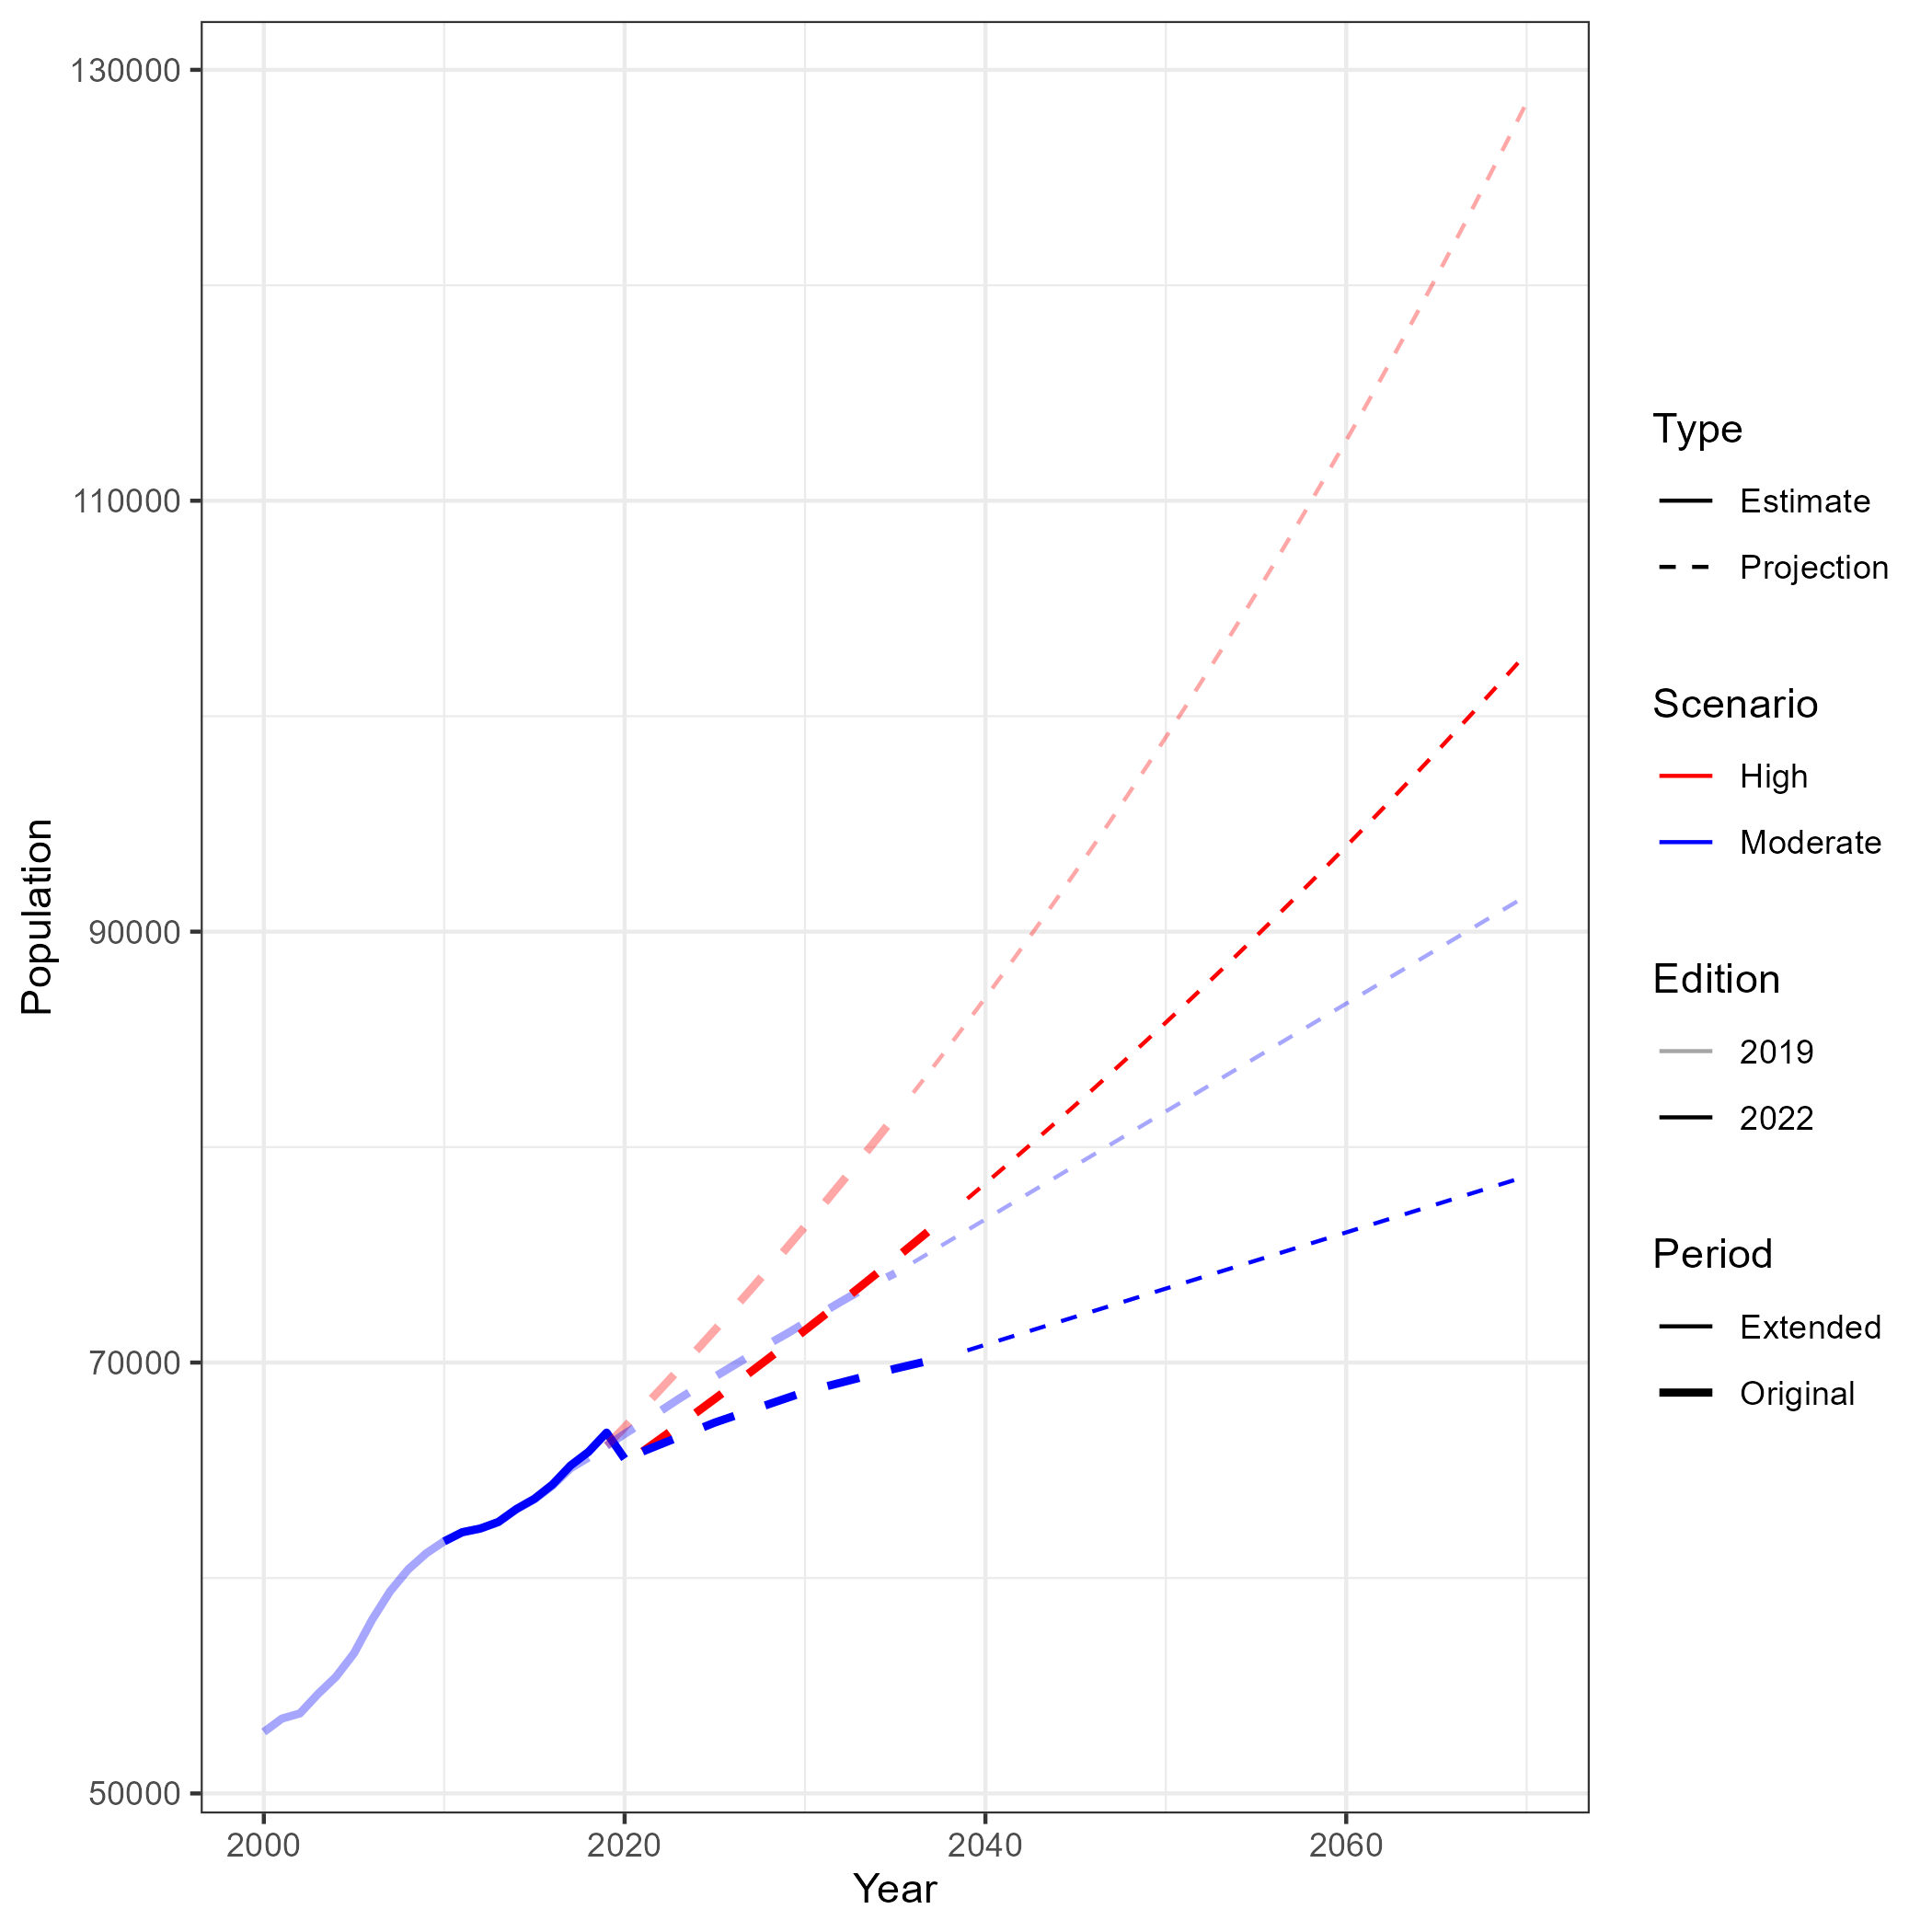 130000
110000
90000
70000
50000
Population
2000
2020
2040
2060
Year
Type
Estimate
Projection
Scenario
High
Moderate
Edition
2019
2022
Period
Extended
Original